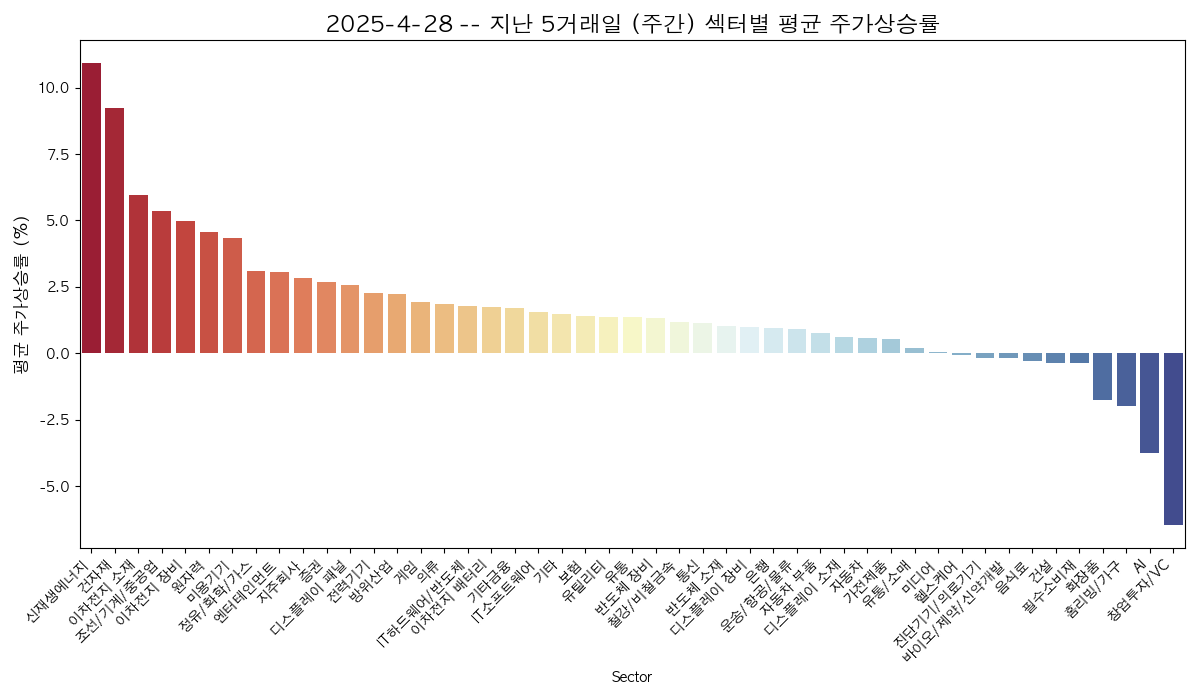 2025-4-28 -- 지난 5거래일 (주간) 섹터별 평균 주가상승률
평균 주가상승률 (%)
10.0
7.5
5.0
2.5
0.0
-2.5
-5.0
신재생에너지
건자재
이차전지 소재
조선/기계/중공업
이차전지 장비
원자력
미용기기
정유/화학/가스
엔터테인먼트
지주회사
증권
디스플레이 패널
전력기기
방위산업
게임
의류
IT하드웨어/반도체
이차전지 배터리
기타금융
IT소프트웨어
기타
보험
유틸리티
유통
반도체 장비
철강/비철금속
통신
반도체 소재
디스플레이 장비
은행
운송/항공/물류
자동차 부품
디스플레이 소재
자동차
가전제품
유통/소매
미디어
헬스케어
진단기기/의료기기
바이오/제약/신약개발
음식료
건설
필수소비재
화장품
홈리빙/가구
AI
창업투자/VC
Sector